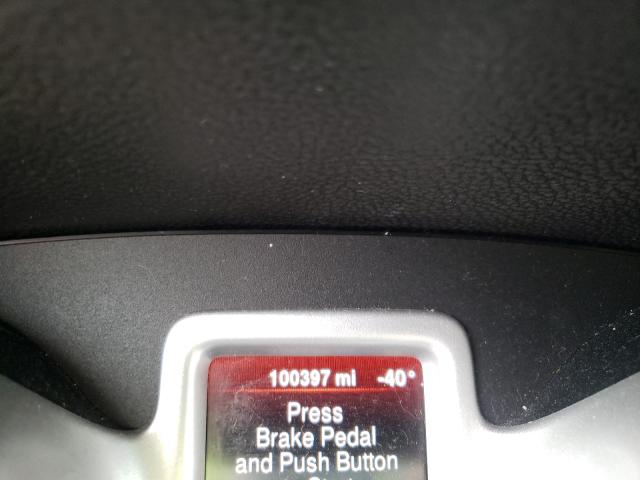 100397 mi -40°
Press
Brake Pedal
and Push Button